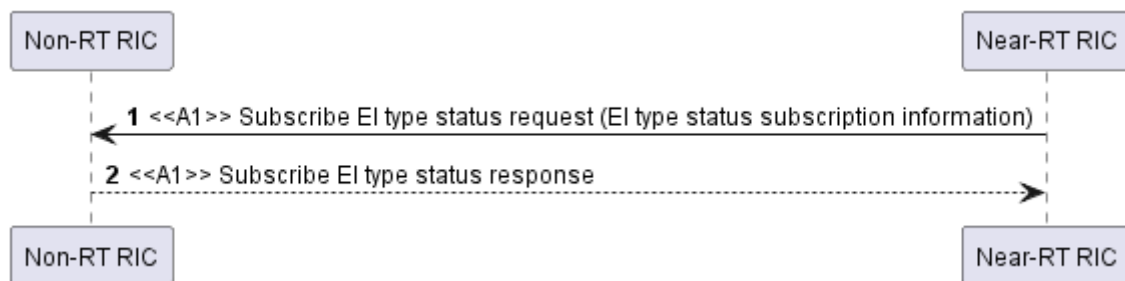 Non-RT RIC
Near-RT RIC
1 <<A1>> Subscribe EI type status request (EI type status subscription information)
2 <<A1>> Subscribe EI type status response
Non-RT RIC
Near-RT RIC